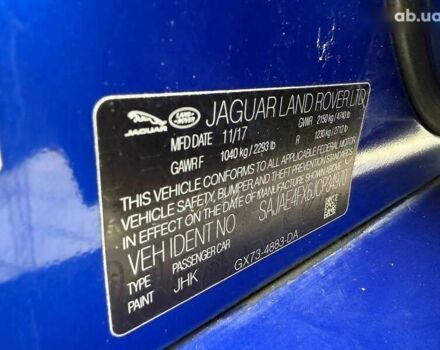 ab.ua
JAGUAR
LAND ROVER
JAGUAR LAND ROVER LTD
MFD DATE 11/17 GVWR 2150 kg / 4740 lb
GAWR F 1040 kg / 2293 lb R 1230 kg / 2712 lb
THIS VEHICLE CONFORMS TO ALL APPLICABLE FEDERAL MOTOR
VEHICLE SAFETY, BUMPER AND THEFT PREVENTION STANDARDS
IN EFFECT ON THE DATE OF MANUFACTURE SHOWN ABOVE.
VEH IDENT NO.
TYPE PASSENGER CAR
PAINT JHK GX73-4883-DA